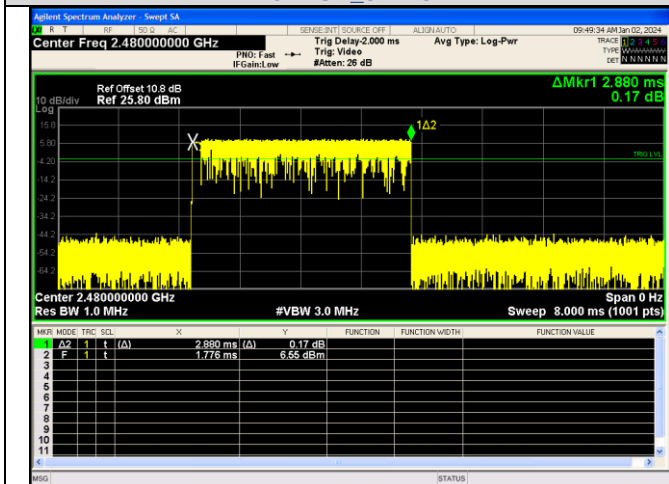 Agilent Spectrum Analyzer - Swept SA
R T RF 50 Ω AC SENSE:INT SOURCE OFF ALIGN AUTO 09:49:34 AM Jan 02, 2024
Center Freq 2.480000000 GHz Trig Delay-2.000 ms Avg Type: Log-Pwr TRACE 1 2 3 4 5 6
PNO: Fast Trig: Video TYPE W
IFGain:Low #Atten: 26 dB DET N N N N N N
ΔMkr1 2.880 ms
Ref Offset 10.8 dB
10 dB/div Ref 25.80 dBm 0.17 dB
Log
15.8
1Δ2
X
5.80
TRIG LVL
-4.20
-14.2
-24.2
-34.2
-44.2
-54.2
-64.2
Center 2.480000000 GHz Span 0 Hz
Res BW 1.0 MHz #VBW 3.0 MHz Sweep 8.000 ms (1001 pts)
MKR MODE TRC SCL X Y FUNCTION FUNCTION WIDTH FUNCTION VALUE
1 Δ2 1 t (Δ) 2.880 ms (Δ) 0.17 dB
2 F 1 t 1.776 ms 6.55 dBm
3
4
5
6
7
8
9
10
11
MSG STATUS